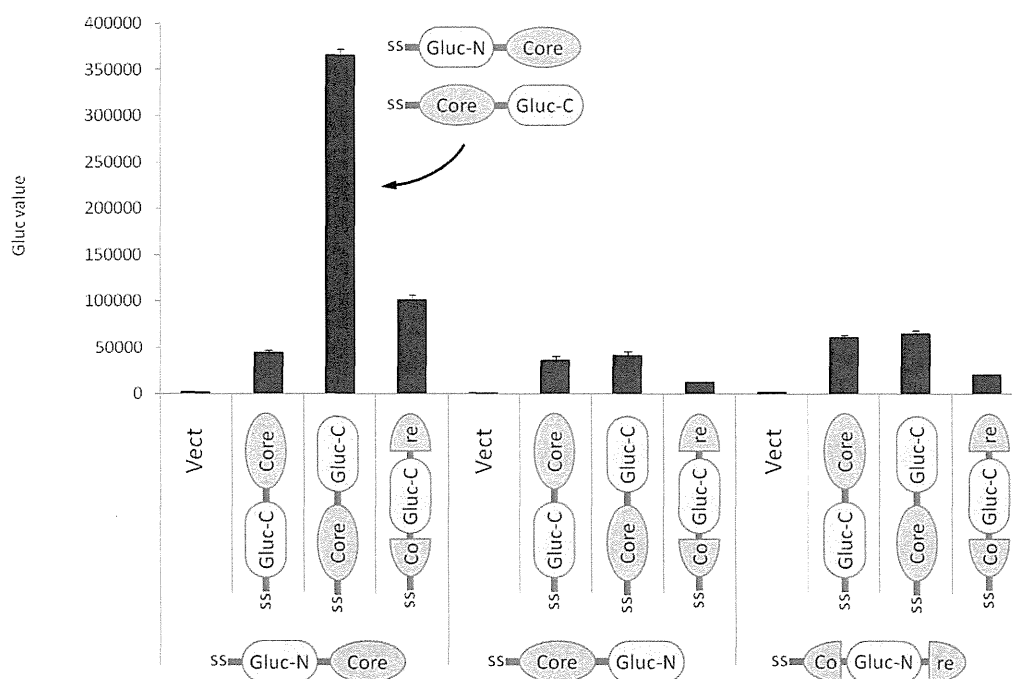 400000
350000
300000
250000
200000
150000
100000
50000
0
Gluc value
ss Gluc-N Core
ss Core Gluc-C
Vect
ss Gluc-C Core
ss Core Gluc-C
ss Co Gluc-C re
Vect
ss Gluc-C Core
ss Core Gluc-C
ss Co Gluc-C re
Vect
ss Gluc-C Core
ss Core Gluc-C
ss Co Gluc-C re
ss Gluc-N Core
ss Core Gluc-N
ss Co Gluc-N re